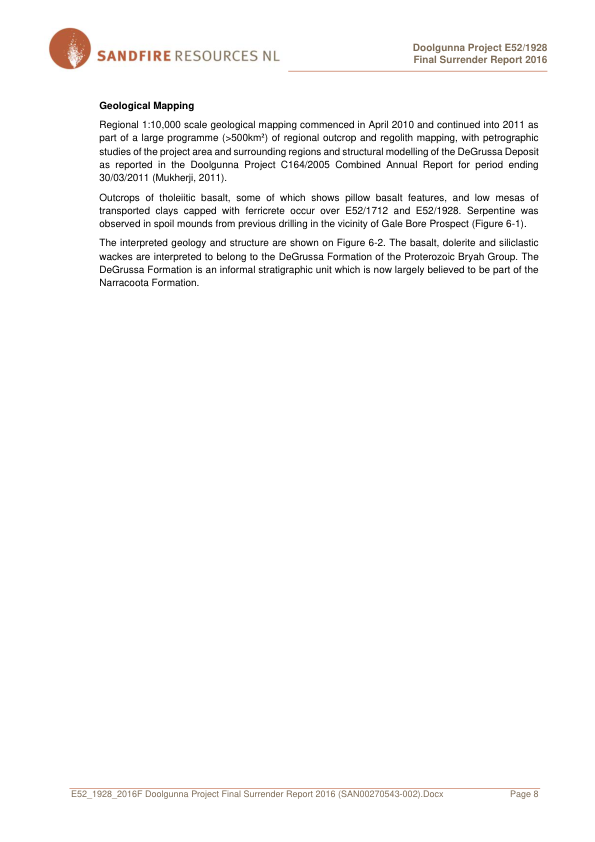 SANDFIRE RESOURCES NL
Doolgunna Project E52/1928
Final Surrender Report 2016
Geological Mapping
Regional 1:10,000 scale geological mapping commenced in April 2010 and continued into 2011 as
part of a large programme (>500km²) of regional outcrop and regolith mapping, with petrographic
studies of the project area and surrounding regions and structural modelling of the DeGrussa Deposit
as reported in the Doolgunna Project C164/2005 Combined Annual Report for period ending
30/03/2011 (Mukherji, 2011).
Outcrops of tholeiitic basalt, some of which shows pillow basalt features, and low mesas of
transported clays capped with ferricrete occur over E52/1712 and E52/1928. Serpentine was
observed in spoil mounds from previous drilling in the vicinity of Gale Bore Prospect (Figure 6-1).
The interpreted geology and structure are shown on Figure 6-2. The basalt, dolerite and siliclastic
wackes are interpreted to belong to the DeGrussa Formation of the Proterozoic Bryah Group. The
DeGrussa Formation is an informal stratigraphic unit which is now largely believed to be part of the
Narracoota Formation.
E52_1928_2016F Doolgunna Project Final Surrender Report 2016 (SAN00270543-002).Docx Page 8